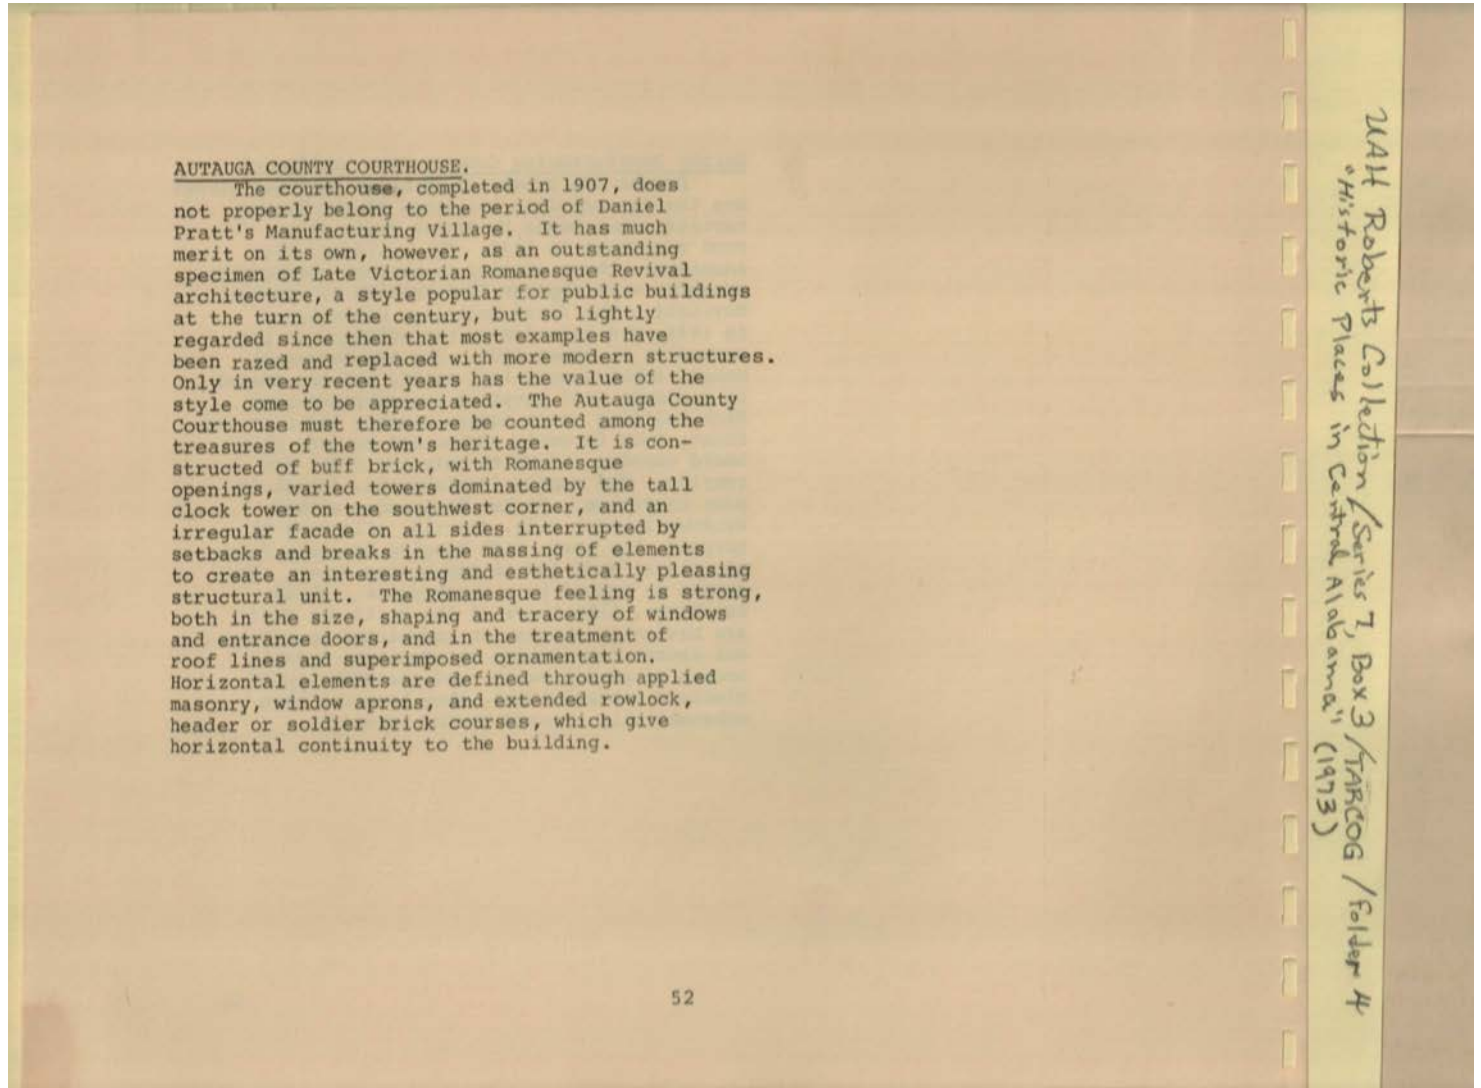 AUTAUGA COUNTY COURTHOUSE.
The courthouse, completed in 1907, does
not properly belong to the period of Daniel
Pratt's Manufacturing Village. It has much
merit on its own, however, as an outstanding
specimen of Late Victorian Romanesque Revival
architecture, a style popular for public buildings
at the turn of the century, but so lightly
regarded since then that most examples have
been razed and replaced with more modern structures.
Only in very recent years has the value of the
style come to be appreciated. The Autauga County
Courthouse must therefore be counted among the
treasures of the town's heritage. It is con-
structed of buff brick, with Romanesque
openings, varied towers dominated by the tall
clock tower on the southwest corner, and an
irregular facade on all sides interrupted by
setbacks and breaks in the massing of elements
to create an interesting and esthetically pleasing
structural unit. The Romanesque feeling is strong,
both in the size, shaping and tracery of windows
and entrance doors, and in the treatment of
roof lines and superimposed ornamentation.
Horizontal elements are defined through applied
masonry, window aprons, and extended rowlock,
header or soldier brick courses, which give
horizontal continuity to the building.
52
UAH Roberts Collection/Series 7, Box 3/TARCOG/Folder 4
"Historic Places in Central Alabama" (1973)